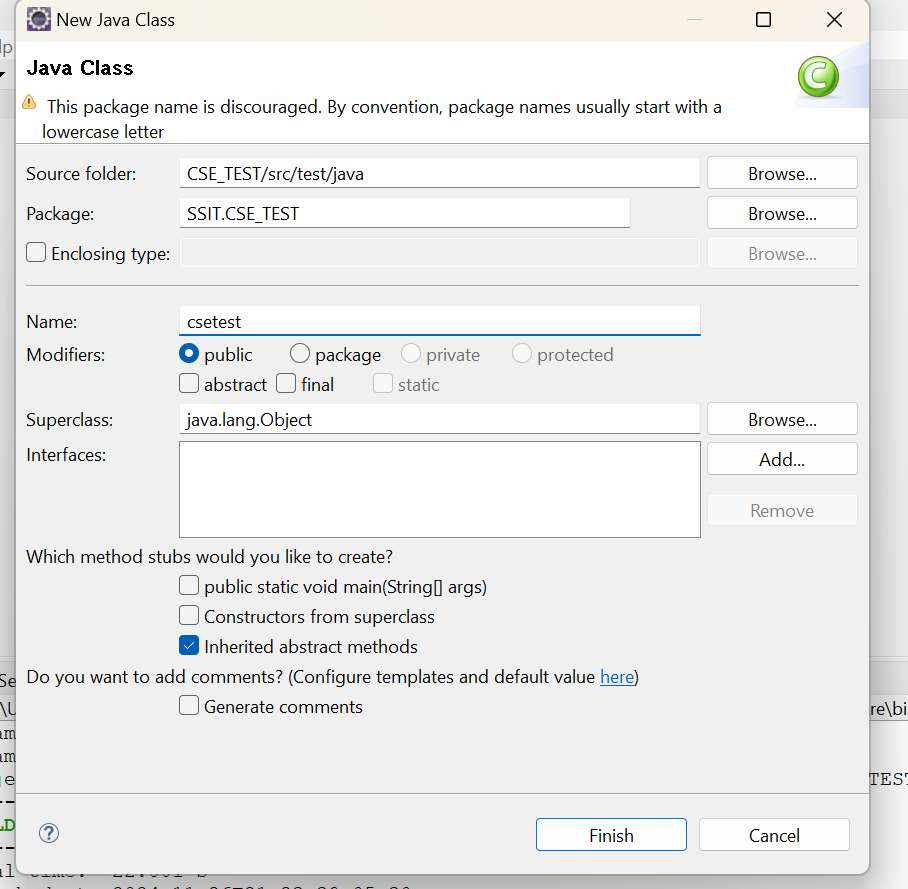 New Java Class
Java Class
This package name is discouraged. By convention, package names usually start with a
lowercase letter
Source folder: CSE_TEST/src/test/java Browse...
Package: SSIT.CSE_TEST Browse...
Enclosing type: Browse...
Name: csetest
Modifiers: public package private protected
abstract final static
Superclass: java.lang.Object Browse...
Interfaces: Add...
Remove
Which method stubs would you like to create?
public static void main(String[] args)
Constructors from superclass
Inherited abstract methods
Do you want to add comments? (Configure templates and default value here)
Generate comments
? Finish Cancel